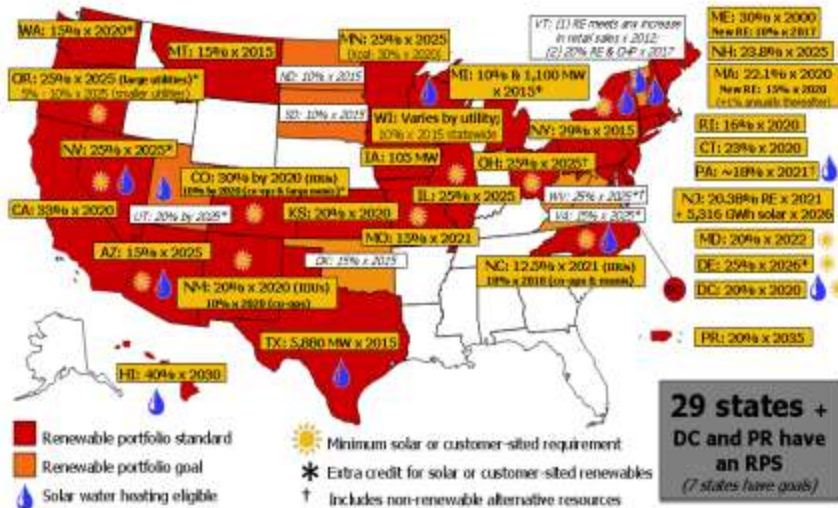 WA: 15% x 2020*
MT: 15% x 2015
MN: 25% x 2025
(Xcel: 30% x 2020)
VT: (1) RE meets any increase
in retail sales x 2012;
(2) 20% RE & CHP x 2017
ME: 30% x 2000
New RE: 10% x 2017
NH: 23.8% x 2025
OR: 25% x 2025 (large utilities)*
5% - 10% x 2025 (smaller utilities)
ND: 10% x 2015
MI: 10% & 1,100 MW
x 2015*
MA: 22.1% x 2020
New RE: 15% x 2020
(+1% annually thereafter)
SD: 10% x 2015
WI: Varies by utility;
10% x 2015 statewide
NY: 29% x 2015
RI: 16% x 2020
CT: 23% x 2020
NV: 25% x 2025*
IA: 105 MW
OH: 25% x 2025†
PA: ~18% x 2021†
CO: 30% by 2020 (IOUs)
10% by 2020 (co-ops & large munis)*
IL: 25% x 2025
WV: 25% x 2025*†
NJ: 20.38% RE x 2021
+ 5,316 GWh solar x 2026
CA: 33% x 2020
UT: 20% by 2025*
KS: 20% x 2020
VA: 15% x 2025*
MO: 15% x 2021
MD: 20% x 2022
AZ: 15% x 2025
OK: 15% x 2015
DE: 25% x 2026*
NC: 12.5% x 2021 (IOUs)
10% x 2018 (co-ops & munis)
NM: 20% x 2020 (IOUs)
10% x 2020 (co-ops)
DC: 20% x 2020
TX: 5,880 MW x 2015
PR: 20% x 2035
HI: 40% x 2030
29 states +
DC and PR have
an RPS
(7 states have goals)
Renewable portfolio standard
Minimum solar or customer-sited requirement
Renewable portfolio goal
* Extra credit for solar or customer-sited renewables
Solar water heating eligible
† Includes non-renewable alternative resources